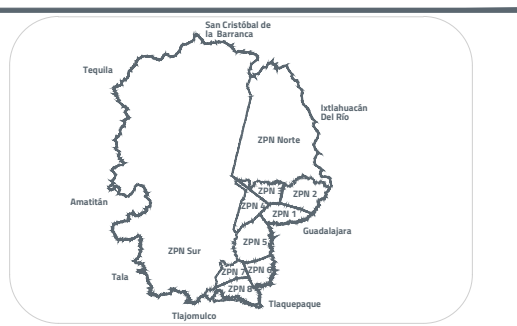 San Cristóbal de
la Barranca
Tequila
Ixtlahuacán
Del Río
ZPN Norte
ZPN 3
ZPN 2
Amatitán
ZPN 4
ZPN 1
Guadalajara
ZPN Sur
ZPN 5
Tala
ZPN 7
ZPN 6
ZPN 8
Tlaquepaque
Tlajomulco